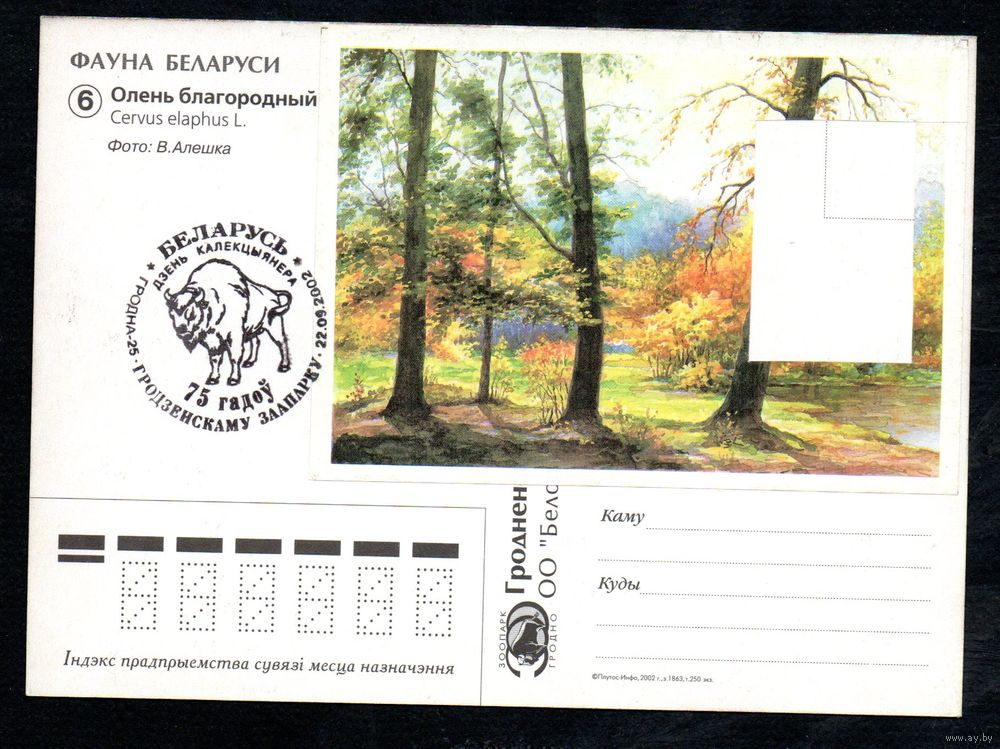 ФАУНА БЕЛАРУСИ
6 Олень благородный
Cervus elaphus L.
Фото: В.Алешка
* БЕЛАРУСЬ *
ДЗЕНЬ КАЛЕКЦЫЯНЕРА
ГРОДНА-25 · ГРОДЗЕНСКАМУ ЗААПАРКУ · 22.09.2002
75 гадоў
Індэкс прадпрыемства сувязі месца назначэння
Гроднен
ОО "Бело
ЗООПАРК
ГРОДНО
Каму
Куды
©Плутос-Инфо, 2002 г., з.1863, т.250 экз.
www.ay.by